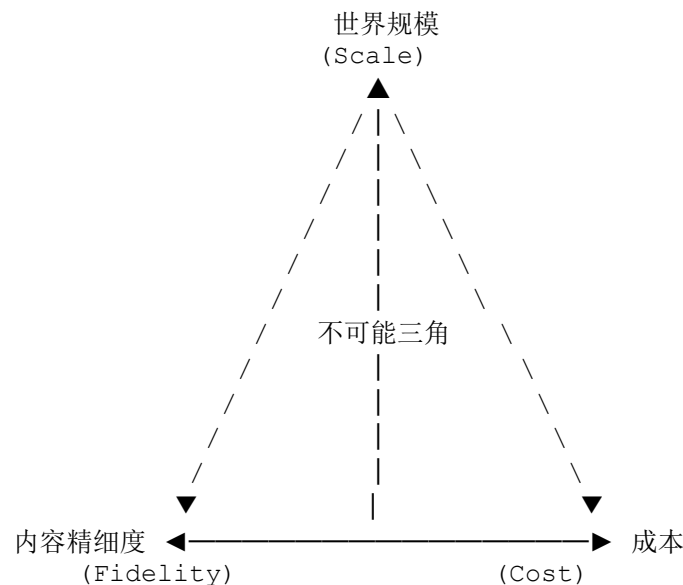 世界规模
(Scale)
不可能三角
内容精细度 成本
(Fidelity) (Cost)